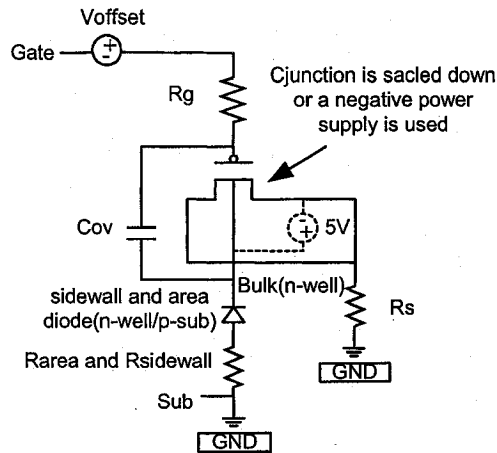 Voffset
+ -
Gate
Rg
Cjunction is sacled down
or a negative power
supply is used
Cov
-
+
5V
sidewall and area
diode(n-well/p-sub)
Bulk(n-well)
Rs
Rarea and Rsidewall
GND
Sub
GND